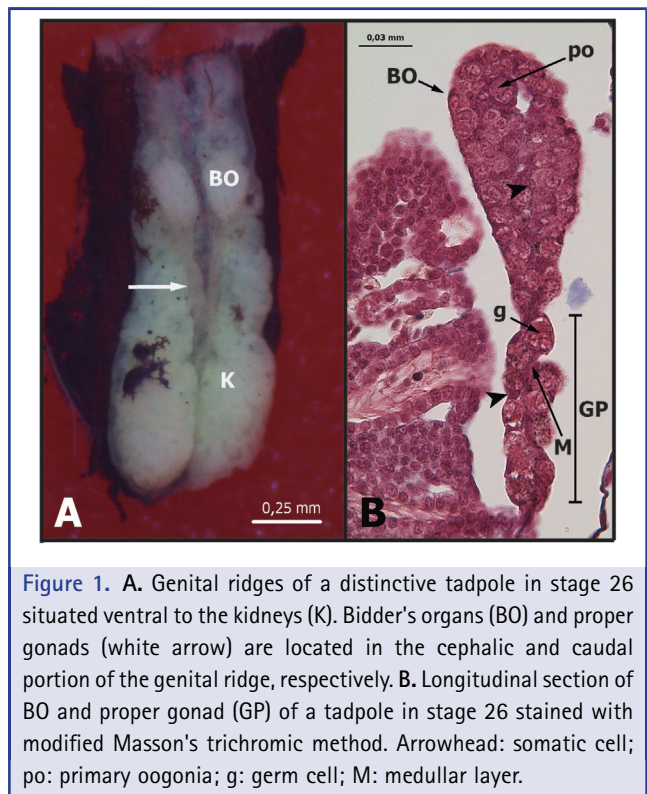 BO
K
A
0,25 mm
0,03 mm
BO
po
g
GP
M
B
Figure 1. A. Genital ridges of a distinctive tadpole in stage 26
situated ventral to the kidneys (K). Bidder's organs (BO) and proper
gonads (white arrow) are located in the cephalic and caudal
portion of the genital ridge, respectively. B. Longitudinal section of
BO and proper gonad (GP) of a tadpole in stage 26 stained with
modified Masson's trichromic method. Arrowhead: somatic cell;
po: primary oogonia; g: germ cell; M: medullar layer.